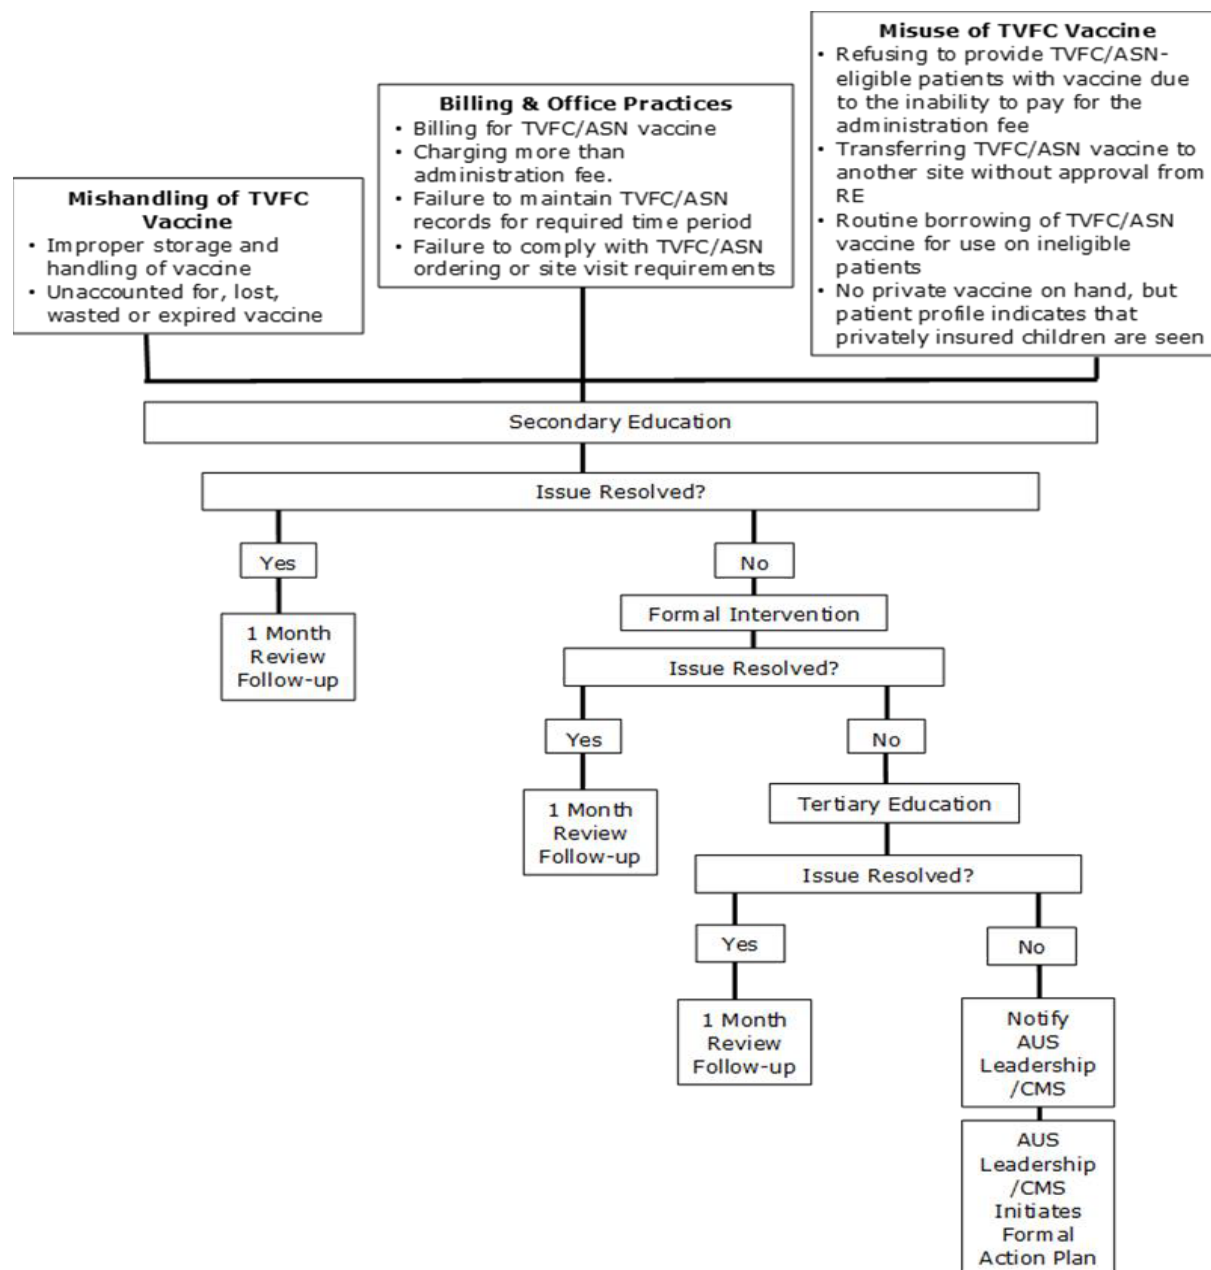 Misuse of TVFC Vaccine
• Refusing to provide TVFC/ASN-
eligible patients with vaccine due
to the inability to pay for the
administration fee
• Transferring TVFC/ASN vaccine to
another site without approval from
RE
• Routine borrowing of TVFC/ASN
vaccine for use on ineligible
patients
• No private vaccine on hand, but
patient profile indicates that
privately insured children are seen
Billing & Office Practices
• Billing for TVFC/ASN vaccine
• Charging more than
administration fee.
• Failure to maintain TVFC/ASN
records for required time period
• Failure to comply with TVFC/ASN
ordering or site visit requirements
Mishandling of TVFC
Vaccine
• Improper storage and
handling of vaccine
• Unaccounted for, lost,
wasted or expired vaccine
Secondary Education
Issue Resolved?
Yes
No
1 Month
Review
Follow-up
Formal Intervention
Issue Resolved?
Yes
No
1 Month
Review
Follow-up
Tertiary Education
Issue Resolved?
Yes
No
1 Month
Review
Follow-up
Notify
AUS
Leadership
/CMS
AUS
Leadership
/CMS
Initiates
Formal
Action Plan